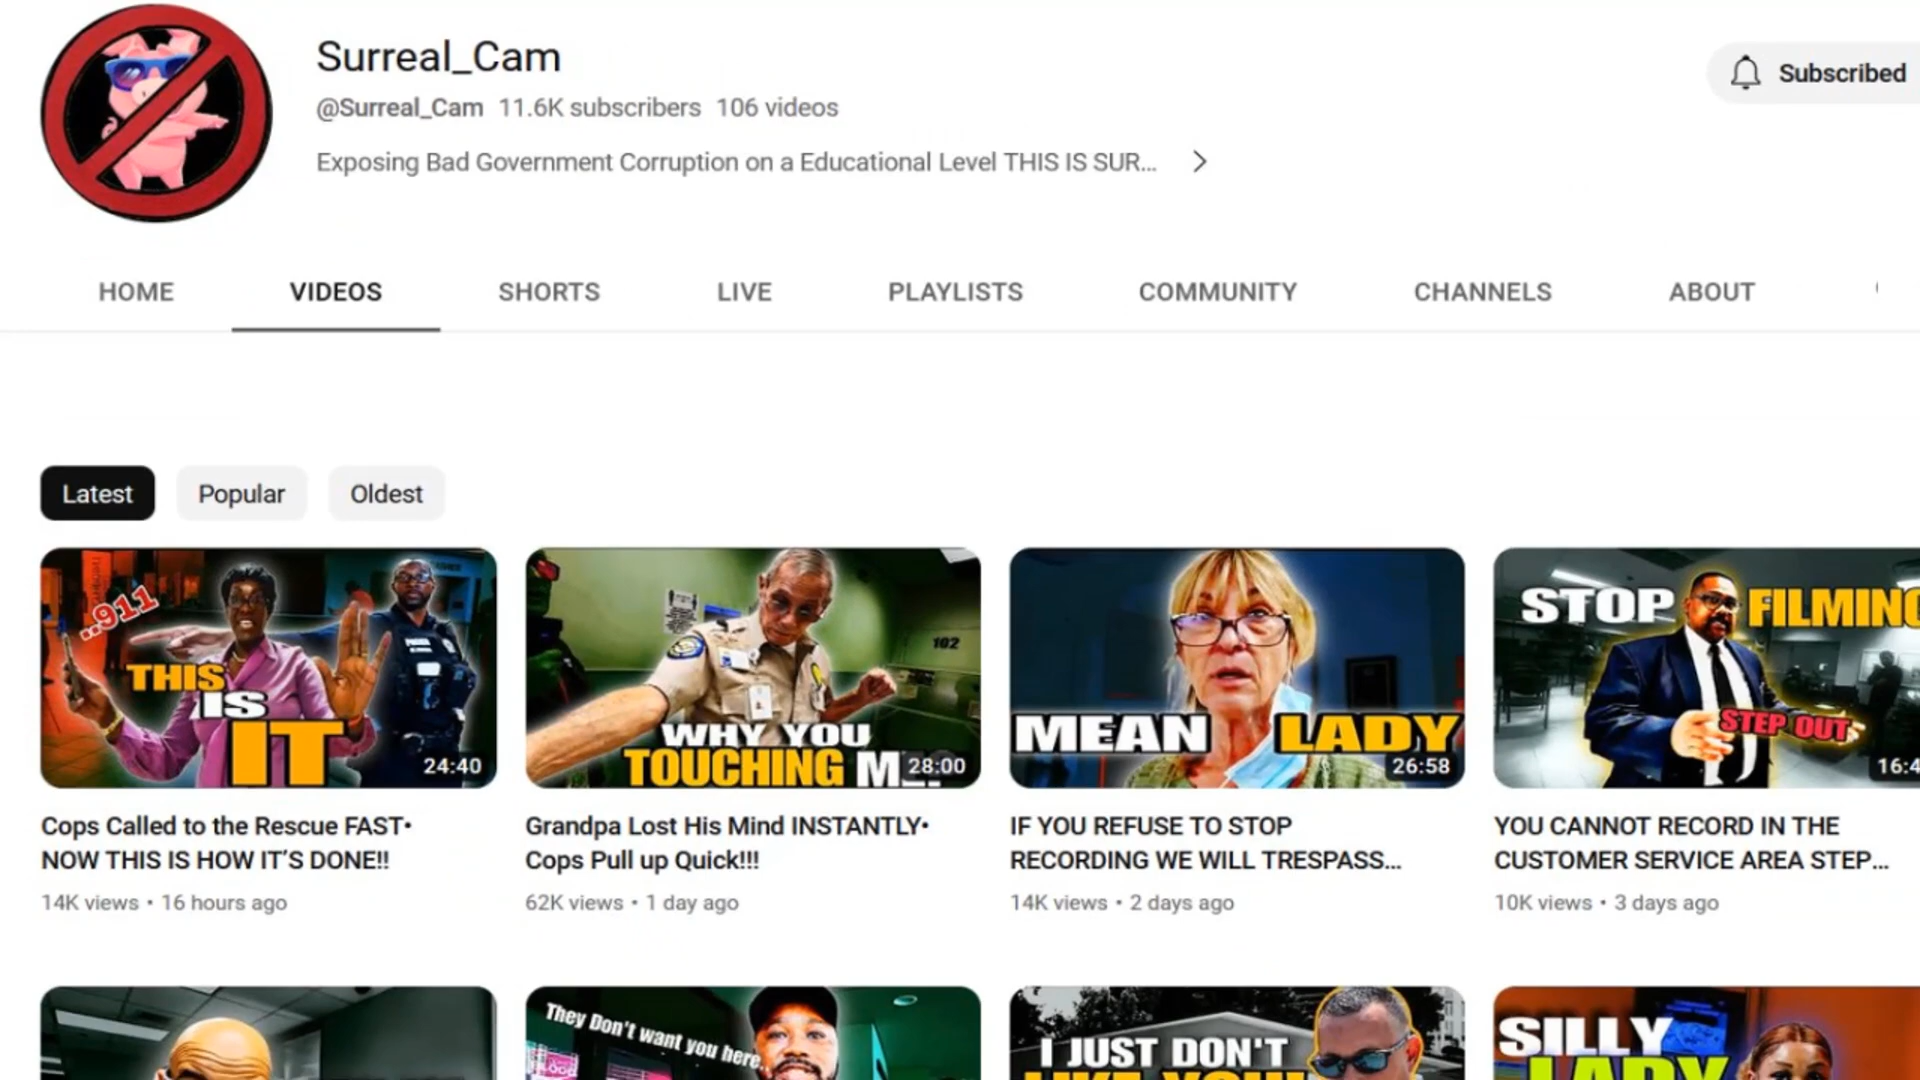 Surreal_Cam
@Surreal_Cam 11.6K subscribers 106 videos
Exposing Bad Government Corruption on a Educational Level THIS IS SUR...
Subscribed
HOME VIDEOS SHORTS LIVE PLAYLISTS COMMUNITY CHANNELS ABOUT
Latest Popular Oldest
..911
THIS
IS
IT
24:40
102
WHY YOU
TOUCHING
28:00
MEAN LADY
26:58
STOP FILMING
STEP OUT
16:4
Cops Called to the Rescue FAST•
NOW THIS IS HOW IT'S DONE!!
14K views • 16 hours ago
Grandpa Lost His Mind INSTANTLY•
Cops Pull up Quick!!!
62K views • 1 day ago
IF YOU REFUSE TO STOP
RECORDING WE WILL TRESPASS...
14K views • 2 days ago
YOU CANNOT RECORD IN THE
CUSTOMER SERVICE AREA STEP...
10K views • 3 days ago
They Don't want you here..
I JUST DON'T
LIKE YOU!
SILLY
LADY